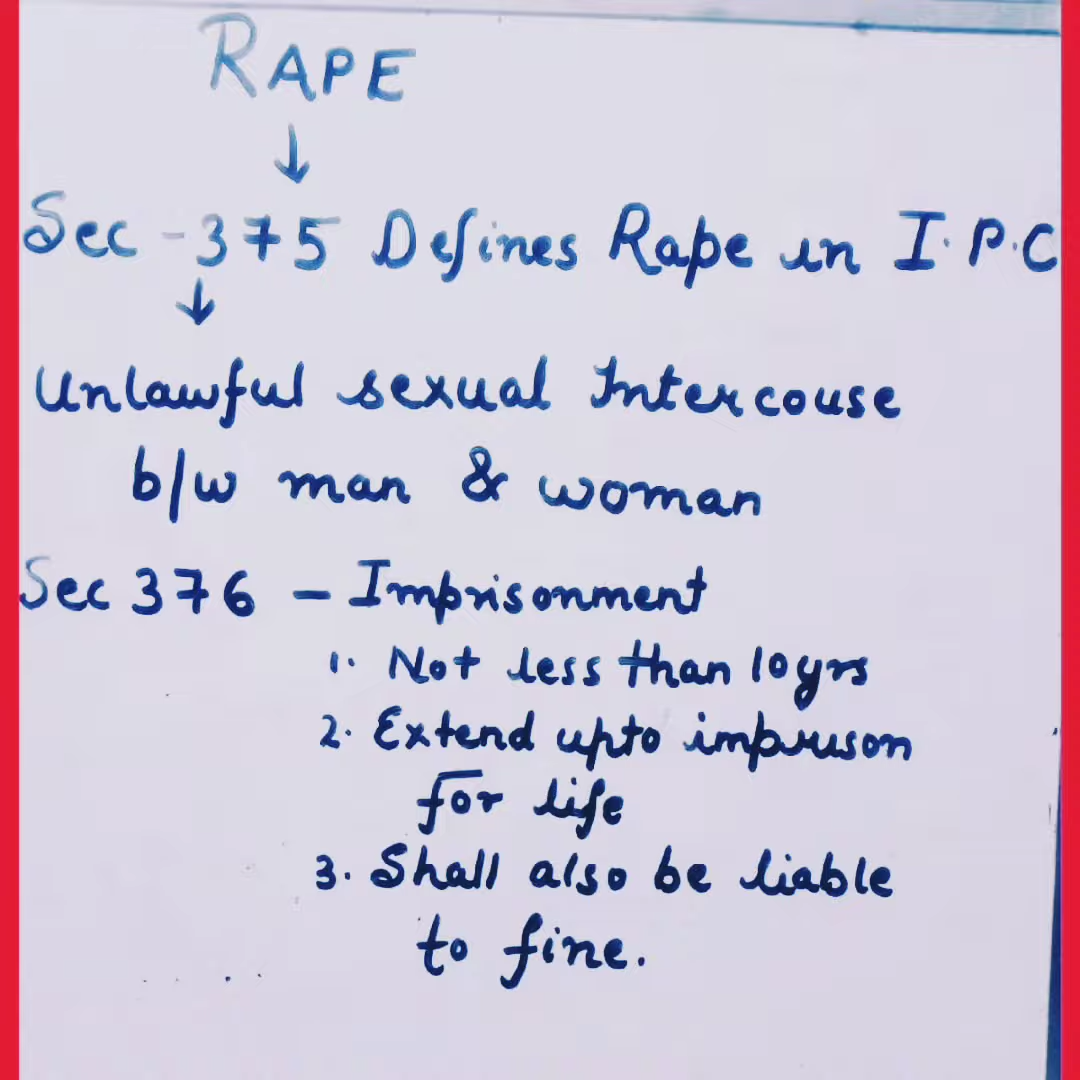 RAPE
Sec - 375 Defines Rape in I.P.C
Unlawful sexual Intercouse
b/w man & woman
Sec 376 - Imprisonment
1. Not less than 10yrs
2. Extend upto imprison
for life
3. Shall also be liable
to fine.